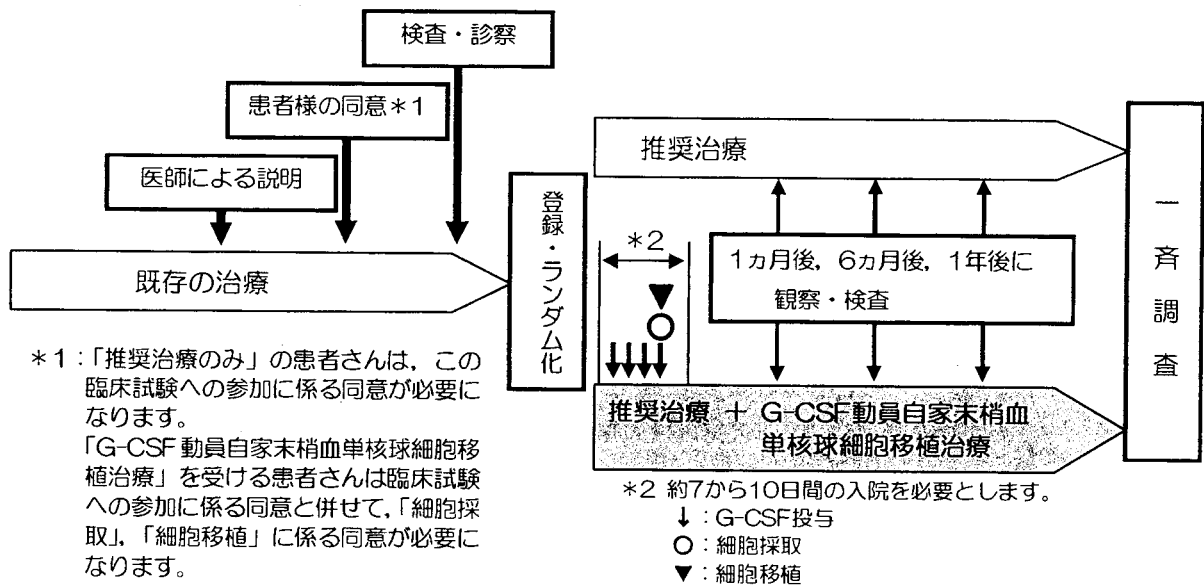 検査・診察
患者様の同意*1
医師による説明
既存の治療
登録・ランダム化
推奨治療
*2
1ヵ月後,6ヵ月後,1年後に
観察・検査
推奨治療 + G-CSF動員自家末梢血
単核球細胞移植治療
一斉調査
*1:「推奨治療のみ」の患者さんは,この
臨床試験への参加に係る同意が必要に
なります。
「G-CSF動員自家末梢血単核球細胞移
植治療」を受ける患者さんは臨床試験
への参加に係る同意と併せて,「細胞採
取」,「細胞移植」に係る同意が必要に
なります。
*2 約7から10日間の入院を必要とします。
↓:G-CSF投与
○:細胞採取
▼:細胞移植